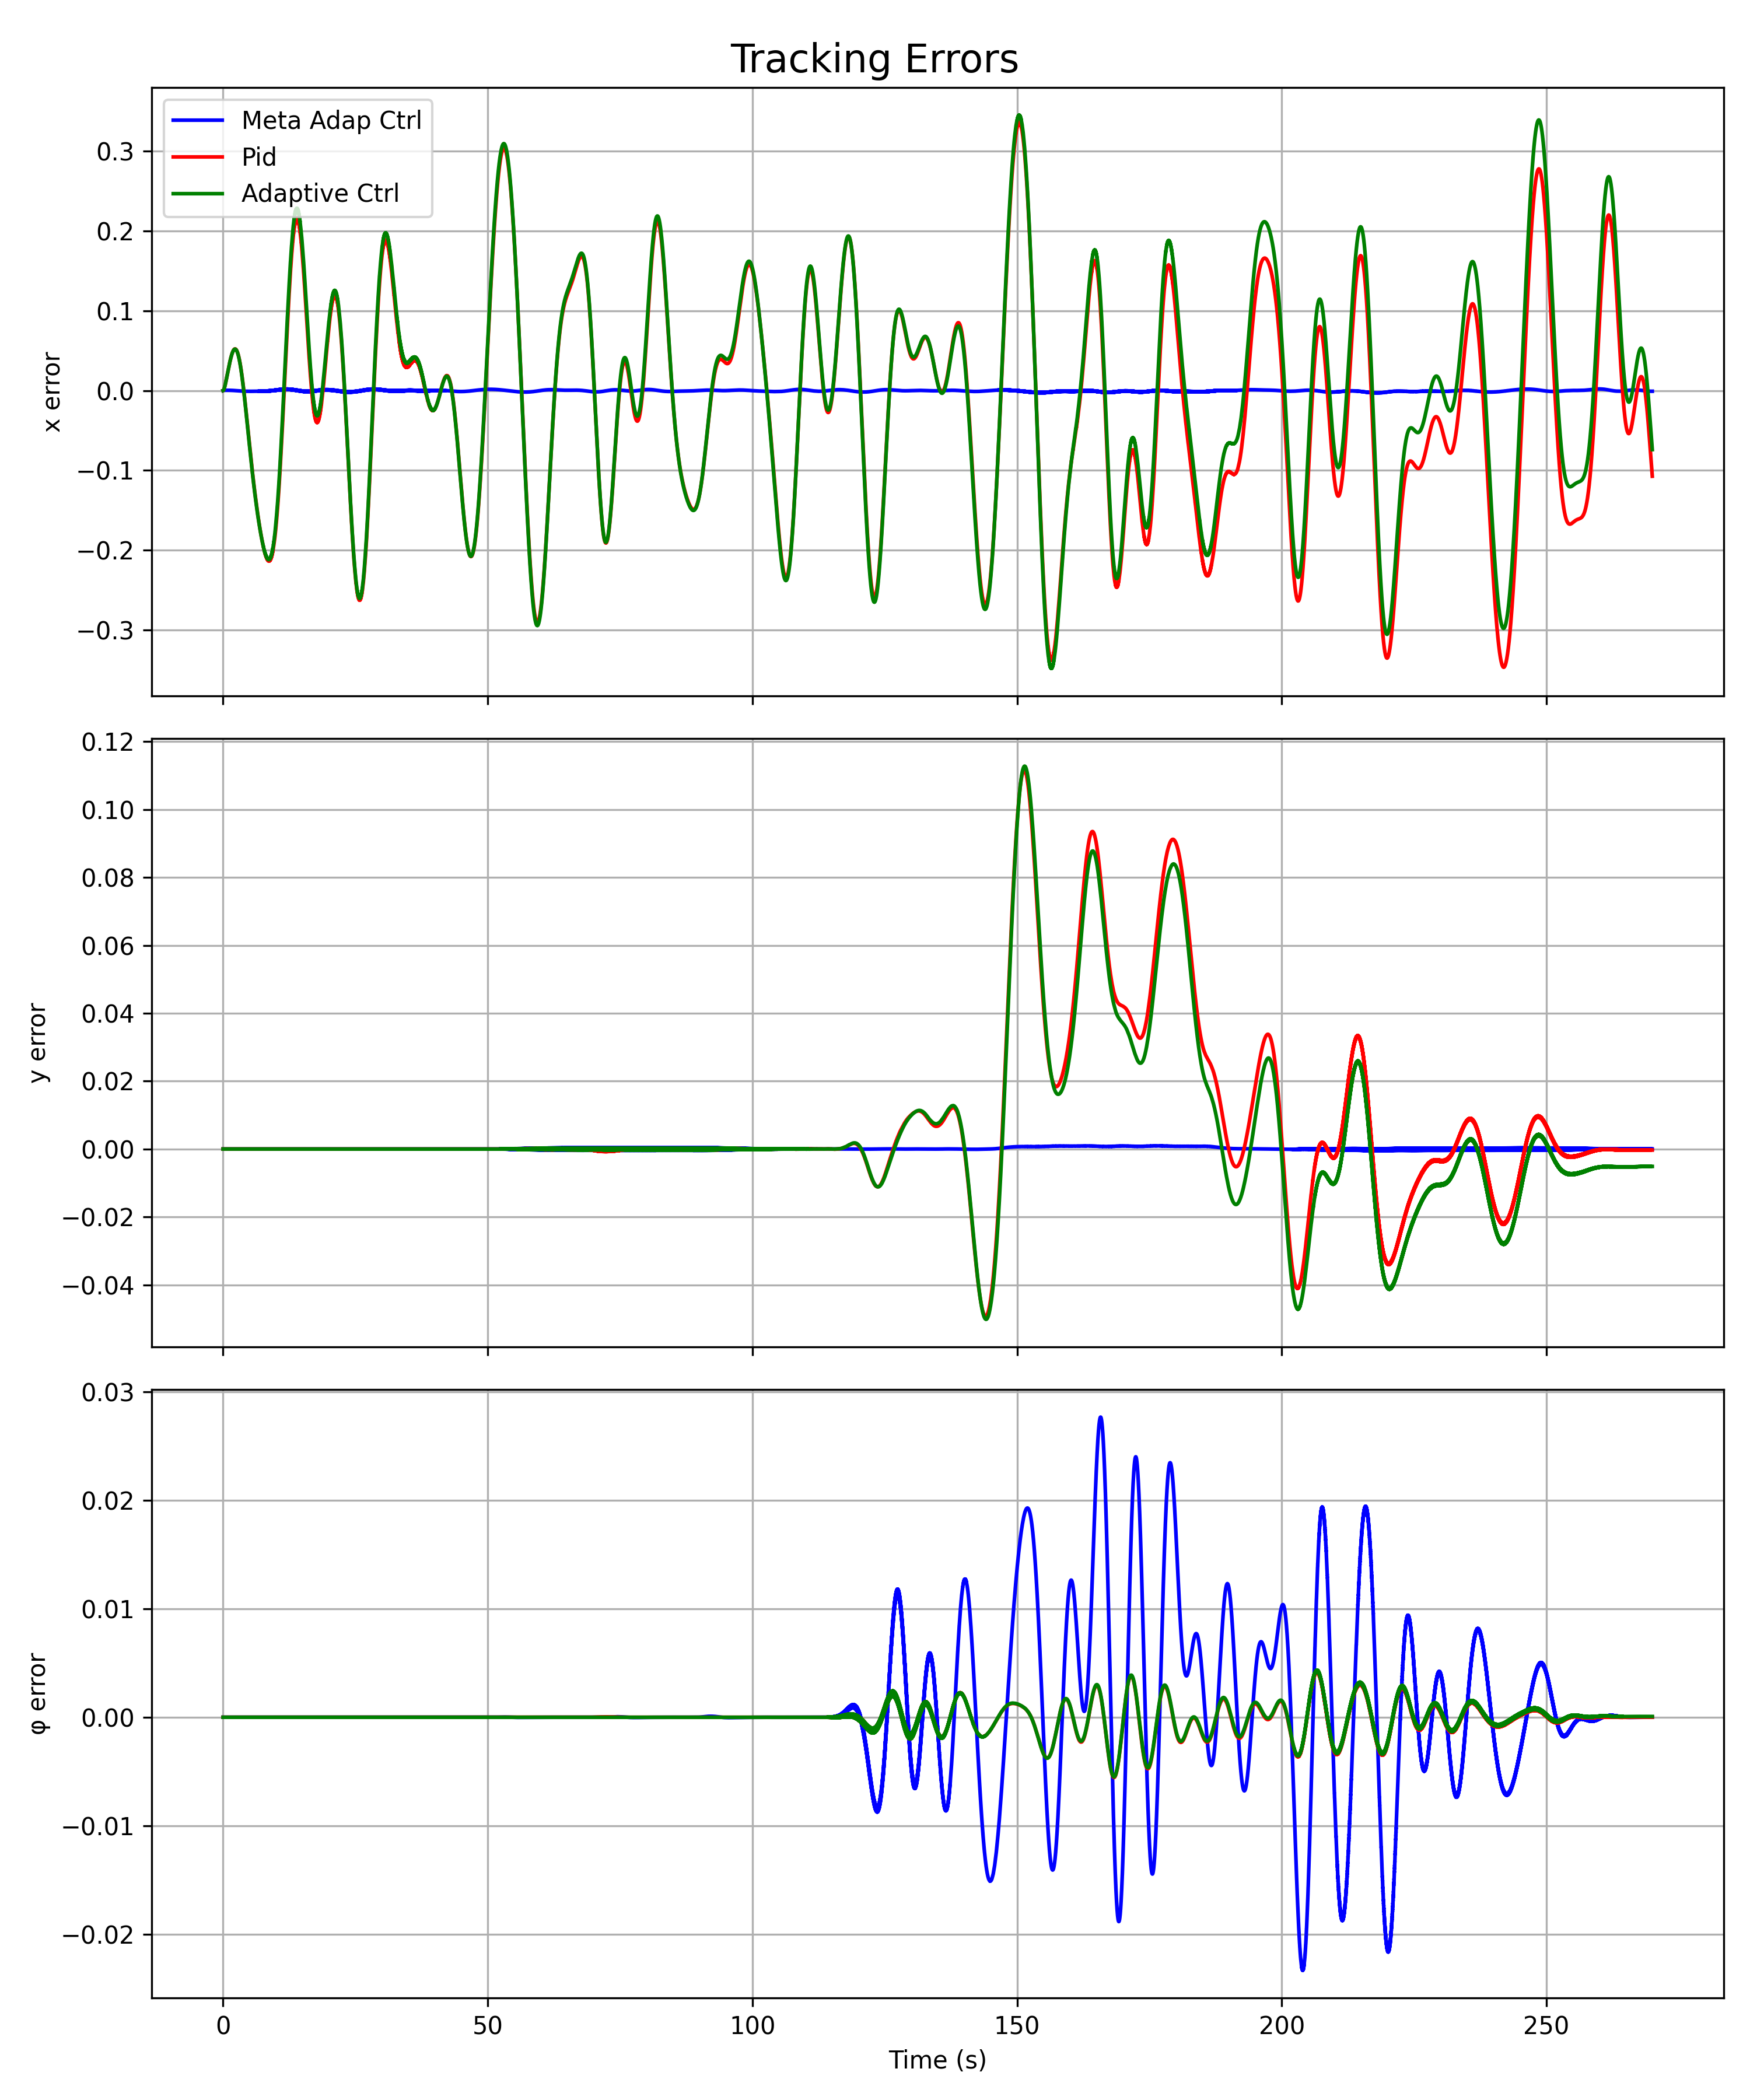 Tracking Errors
Meta Adap Ctrl
Pid
Adaptive Ctrl
0.3
0.2
0.1
0.0
−0.1
−0.2
−0.3
x error
0.12
0.10
0.08
0.06
0.04
0.02
0.00
−0.02
−0.04
y error
0.03
0.02
0.01
0.00
−0.01
−0.02
φ error
0 50 100 150 200 250
Time (s)